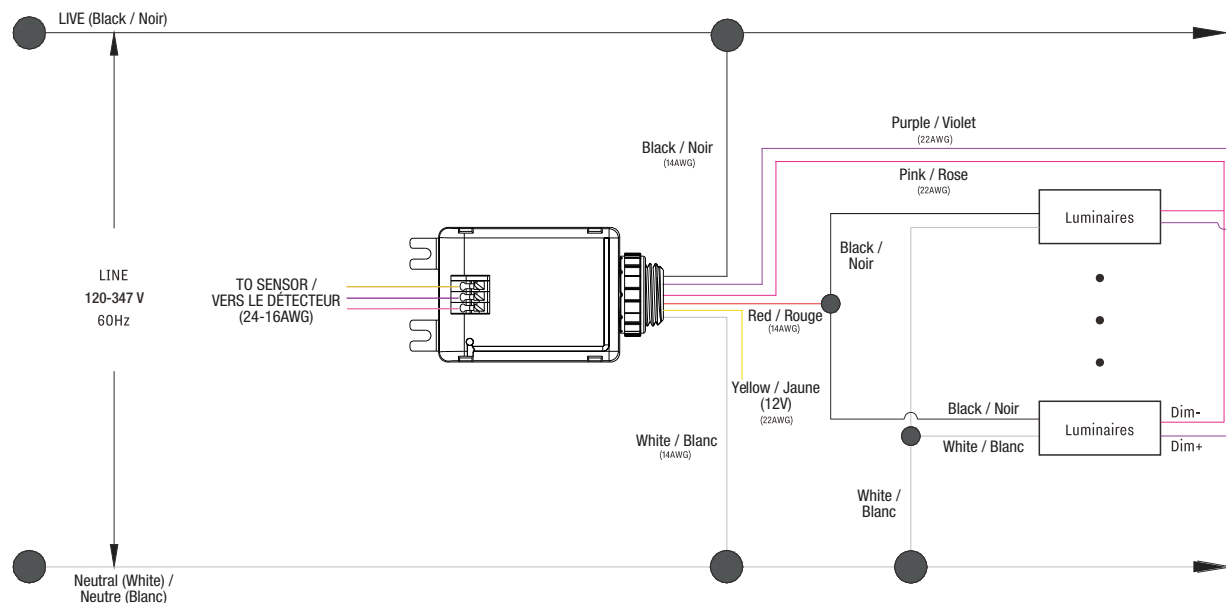 LIVE (Black / Noir)
Purple / Violet
(22AWG)
Black / Noir
(14AWG)
Pink / Rose
(22AWG)
Luminaires
Black /
Noir
LINE
120-347 V
60Hz
TO SENSOR /
VERS LE DÉTECTEUR
(24-16AWG)
Red / Rouge
(14AWG)
Yellow / Jaune
(12V)
(22AWG)
Black / Noir
Luminaires
Dim-
Dim+
White / Blanc
(14AWG)
White / Blanc
White /
Blanc
Neutral (White) /
Neutre (Blanc)